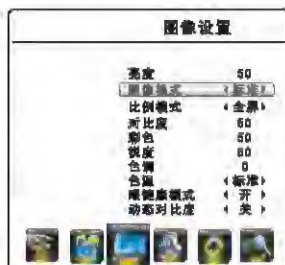 图像设置
亮度 50
图像模式 标准
比例模式 全屏
对比度 50
彩色 50
锐度 50
色调 0
色温 标准
眼健康模式 开
动态对比度 关